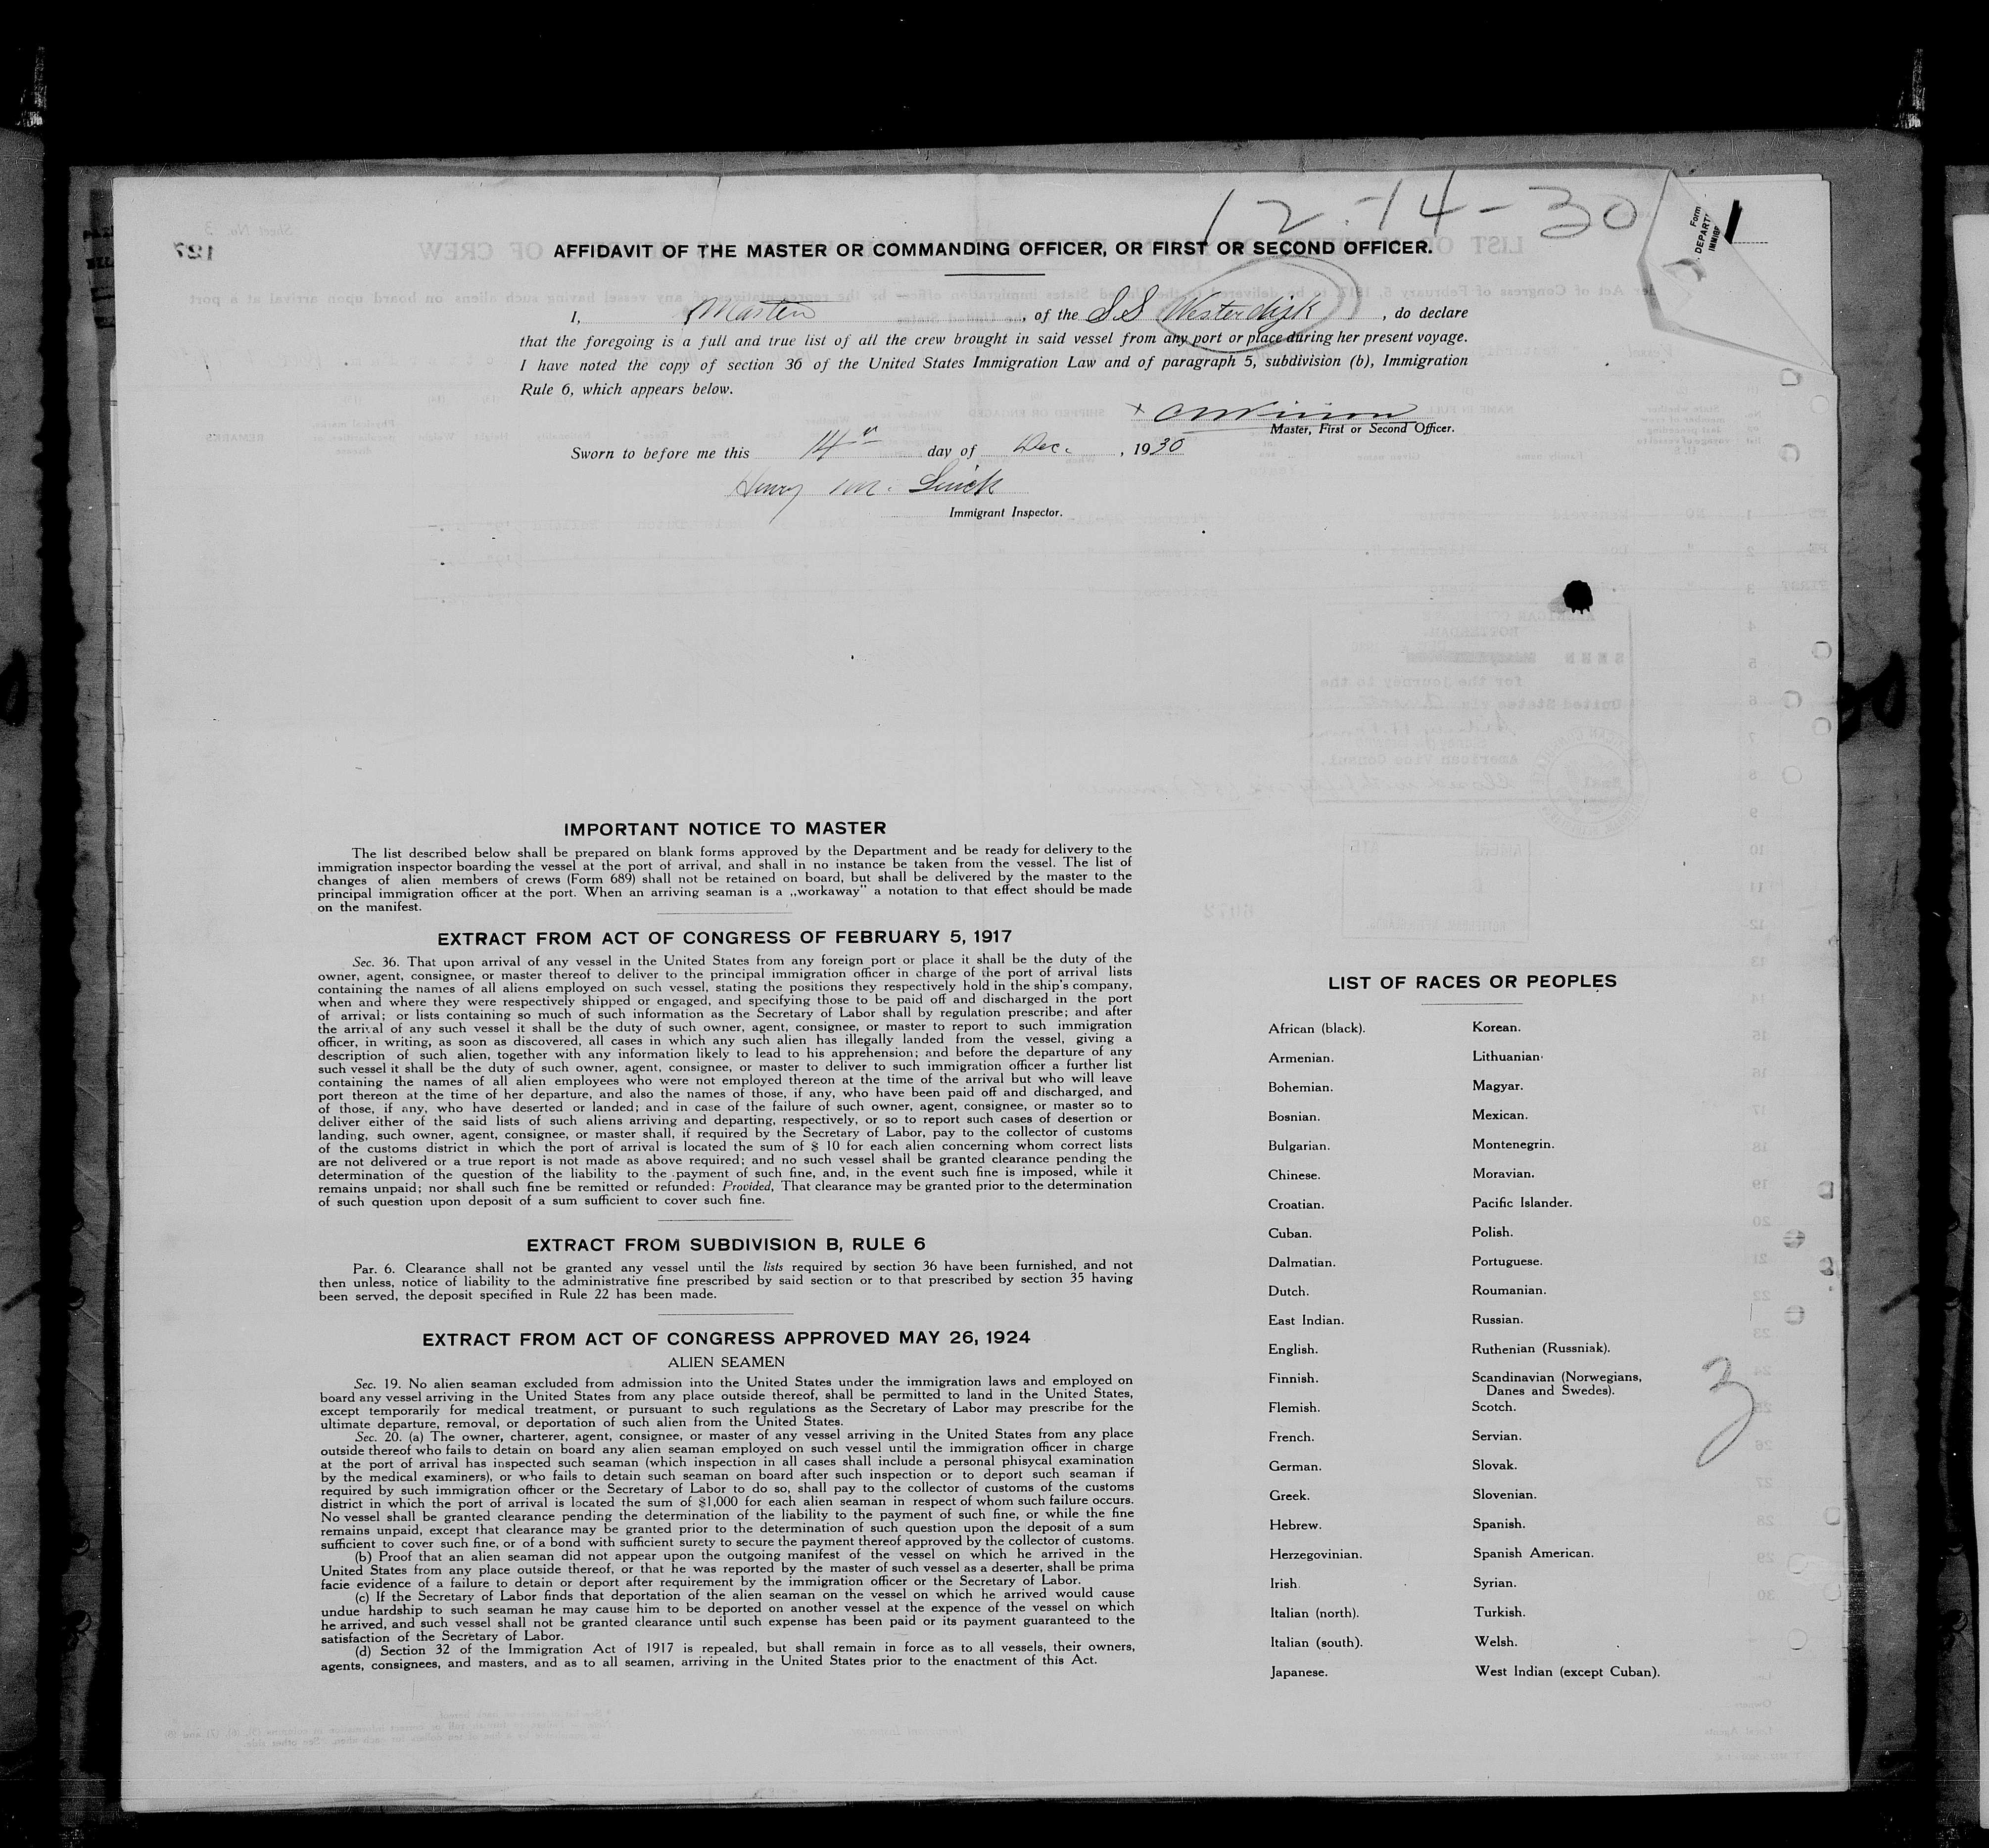 12-14-30
AFFIDAVIT OF THE MASTER OR COMMANDING OFFICER, OR FIRST OR SECOND OFFICER.
I, Master, of the SS Westerdijk, do declare
that the foregoing is a full and true list of all the crew brought in said vessel from any port or place during her present voyage.
I have noted the copy of section 36 of the United States Immigration Law and of paragraph 5, subdivision (b), Immigration
Rule 6, which appears below.
Master, First or Second Officer.
Sworn to before me this 14th day of Dec., 1930
Henry M.
Immigrant Inspector.
IMPORTANT NOTICE TO MASTER
The list described below shall be prepared on blank forms approved by the Department and be ready for delivery to the
immigration inspector boarding the vessel at the port of arrival, and shall in no instance be taken from the vessel. The list of
changes of alien members of crews (Form 689) shall not be retained on board, but shall be delivered by the master to the
principal immigration officer at the port. When an arriving seaman is a „workaway" a notation to that effect should be made
on the manifest.
EXTRACT FROM ACT OF CONGRESS OF FEBRUARY 5, 1917
Sec. 36. That upon arrival of any vessel in the United States from any foreign port or place it shall be the duty of the
owner, agent, consignee, or master thereof to deliver to the principal immigration officer in charge of the port of arrival lists
containing the names of all aliens employed on such vessel, stating the positions they respectively hold in the ship's company,
when and where they were respectively shipped or engaged, and specifying those to be paid off and discharged in the port
of arrival; or lists containing so much of such information as the Secretary of Labor shall by regulation prescribe; and after
the arrival of any such vessel it shall be the duty of such owner, agent, consignee, or master to report to such immigration
officer, in writing, as soon as discovered, all cases in which any such alien has illegally landed from the vessel, giving a
description of such alien, together with any information likely to lead to his apprehension; and before the departure of any
such vessel it shall be the duty of such owner, agent, consignee, or master to deliver to such immigration officer a further list
containing the names of all alien employees who were not employed thereon at the time of the arrival but who will leave
port thereon at the time of her departure, and also the names of those, if any, who have been paid off and discharged, and
of those, if any, who have deserted or landed; and in case of the failure of such owner, agent, consignee, or master so to
deliver either of the said lists of such aliens arriving and departing, respectively, or so to report such cases of desertion or
landing, such owner, agent, consignee, or master shall, if required by the Secretary of Labor, pay to the collector of customs
of the customs district in which the port of arrival is located the sum of $ 10 for each alien concerning whom correct lists
are not delivered or a true report is not made as above required; and no such vessel shall be granted clearance pending the
determination of the question of the liability to the payment of such fine, and, in the event such fine is imposed, while it
remains unpaid; nor shall such fine be remitted or refunded: Provided, That clearance may be granted prior to the determination
of such question upon deposit of a sum sufficient to cover such fine.
EXTRACT FROM SUBDIVISION B, RULE 6
Par. 6. Clearance shall not be granted any vessel until the lists required by section 36 have been furnished, and not
then unless, notice of liability to the administrative fine prescribed by said section or to that prescribed by section 35 having
been served, the deposit specified in Rule 22 has been made.
EXTRACT FROM ACT OF CONGRESS APPROVED MAY 26, 1924
ALIEN SEAMEN
Sec. 19. No alien seaman excluded from admission into the United States under the immigration laws and employed on
board any vessel arriving in the United States from any place outside thereof, shall be permitted to land in the United States,
except temporarily for medical treatment, or pursuant to such regulations as the Secretary of Labor may prescribe for the
ultimate departure, removal, or deportation of such alien from the United States.
Sec. 20. (a) The owner, charterer, agent, consignee, or master of any vessel arriving in the United States from any place
outside thereof who fails to detain on board any alien seaman employed on such vessel until the immigration officer in charge
at the port of arrival has inspected such seaman (which inspection in all cases shall include a personal phisycal examination
by the medical examiners), or who fails to detain such seaman on board after such inspection or to deport such seaman if
required by such immigration officer or the Secretary of Labor to do so, shall pay to the collector of customs of the customs
district in which the port of arrival is located the sum of $1,000 for each alien seaman in respect of whom such failure occurs.
No vessel shall be granted clearance pending the determination of the liability to the payment of such fine, or while the fine
remains unpaid, except that clearance may be granted prior to the determination of such question upon the deposit of a sum
sufficient to cover such fine, or of a bond with sufficient surety to secure the payment thereof approved by the collector of customs.
(b) Proof that an alien seaman did not appear upon the outgoing manifest of the vessel on which he arrived in the
United States from any place outside thereof, or that he was reported by the master of such vessel as a deserter, shall be prima
facie evidence of a failure to detain or deport after requirement by the immigration officer or the Secretary of Labor.
(c) If the Secretary of Labor finds that deportation of the alien seaman on the vessel on which he arrived would cause
undue hardship to such seaman he may cause him to be deported on another vessel at the expence of the vessel on which
he arrived, and such vessel shall not be granted clearance until such expense has been paid or its payment guaranteed to the
satisfaction of the Secretary of Labor.
(d) Section 32 of the Immigration Act of 1917 is repealed, but shall remain in force as to all vessels, their owners,
agents, consignees, and masters, and as to all seamen, arriving in the United States prior to the enactment of this Act.
LIST OF RACES OR PEOPLES
African (black). Korean.
Armenian. Lithuanian.
Bohemian. Magyar.
Bosnian. Mexican.
Bulgarian. Montenegrin.
Chinese. Moravian.
Croatian. Pacific Islander.
Cuban. Polish.
Dalmatian. Portuguese.
Dutch. Roumanian.
East Indian. Russian.
English. Ruthenian (Russniak).
Finnish. Scandinavian (Norwegians,
Danes and Swedes).
Flemish. Scotch.
French. Servian.
German. Slovak.
Greek. Slovenian.
Hebrew. Spanish.
Herzegovinian. Spanish American.
Irish. Syrian.
Italian (north). Turkish.
Italian (south). Welsh.
Japanese. West Indian (except Cuban).
3